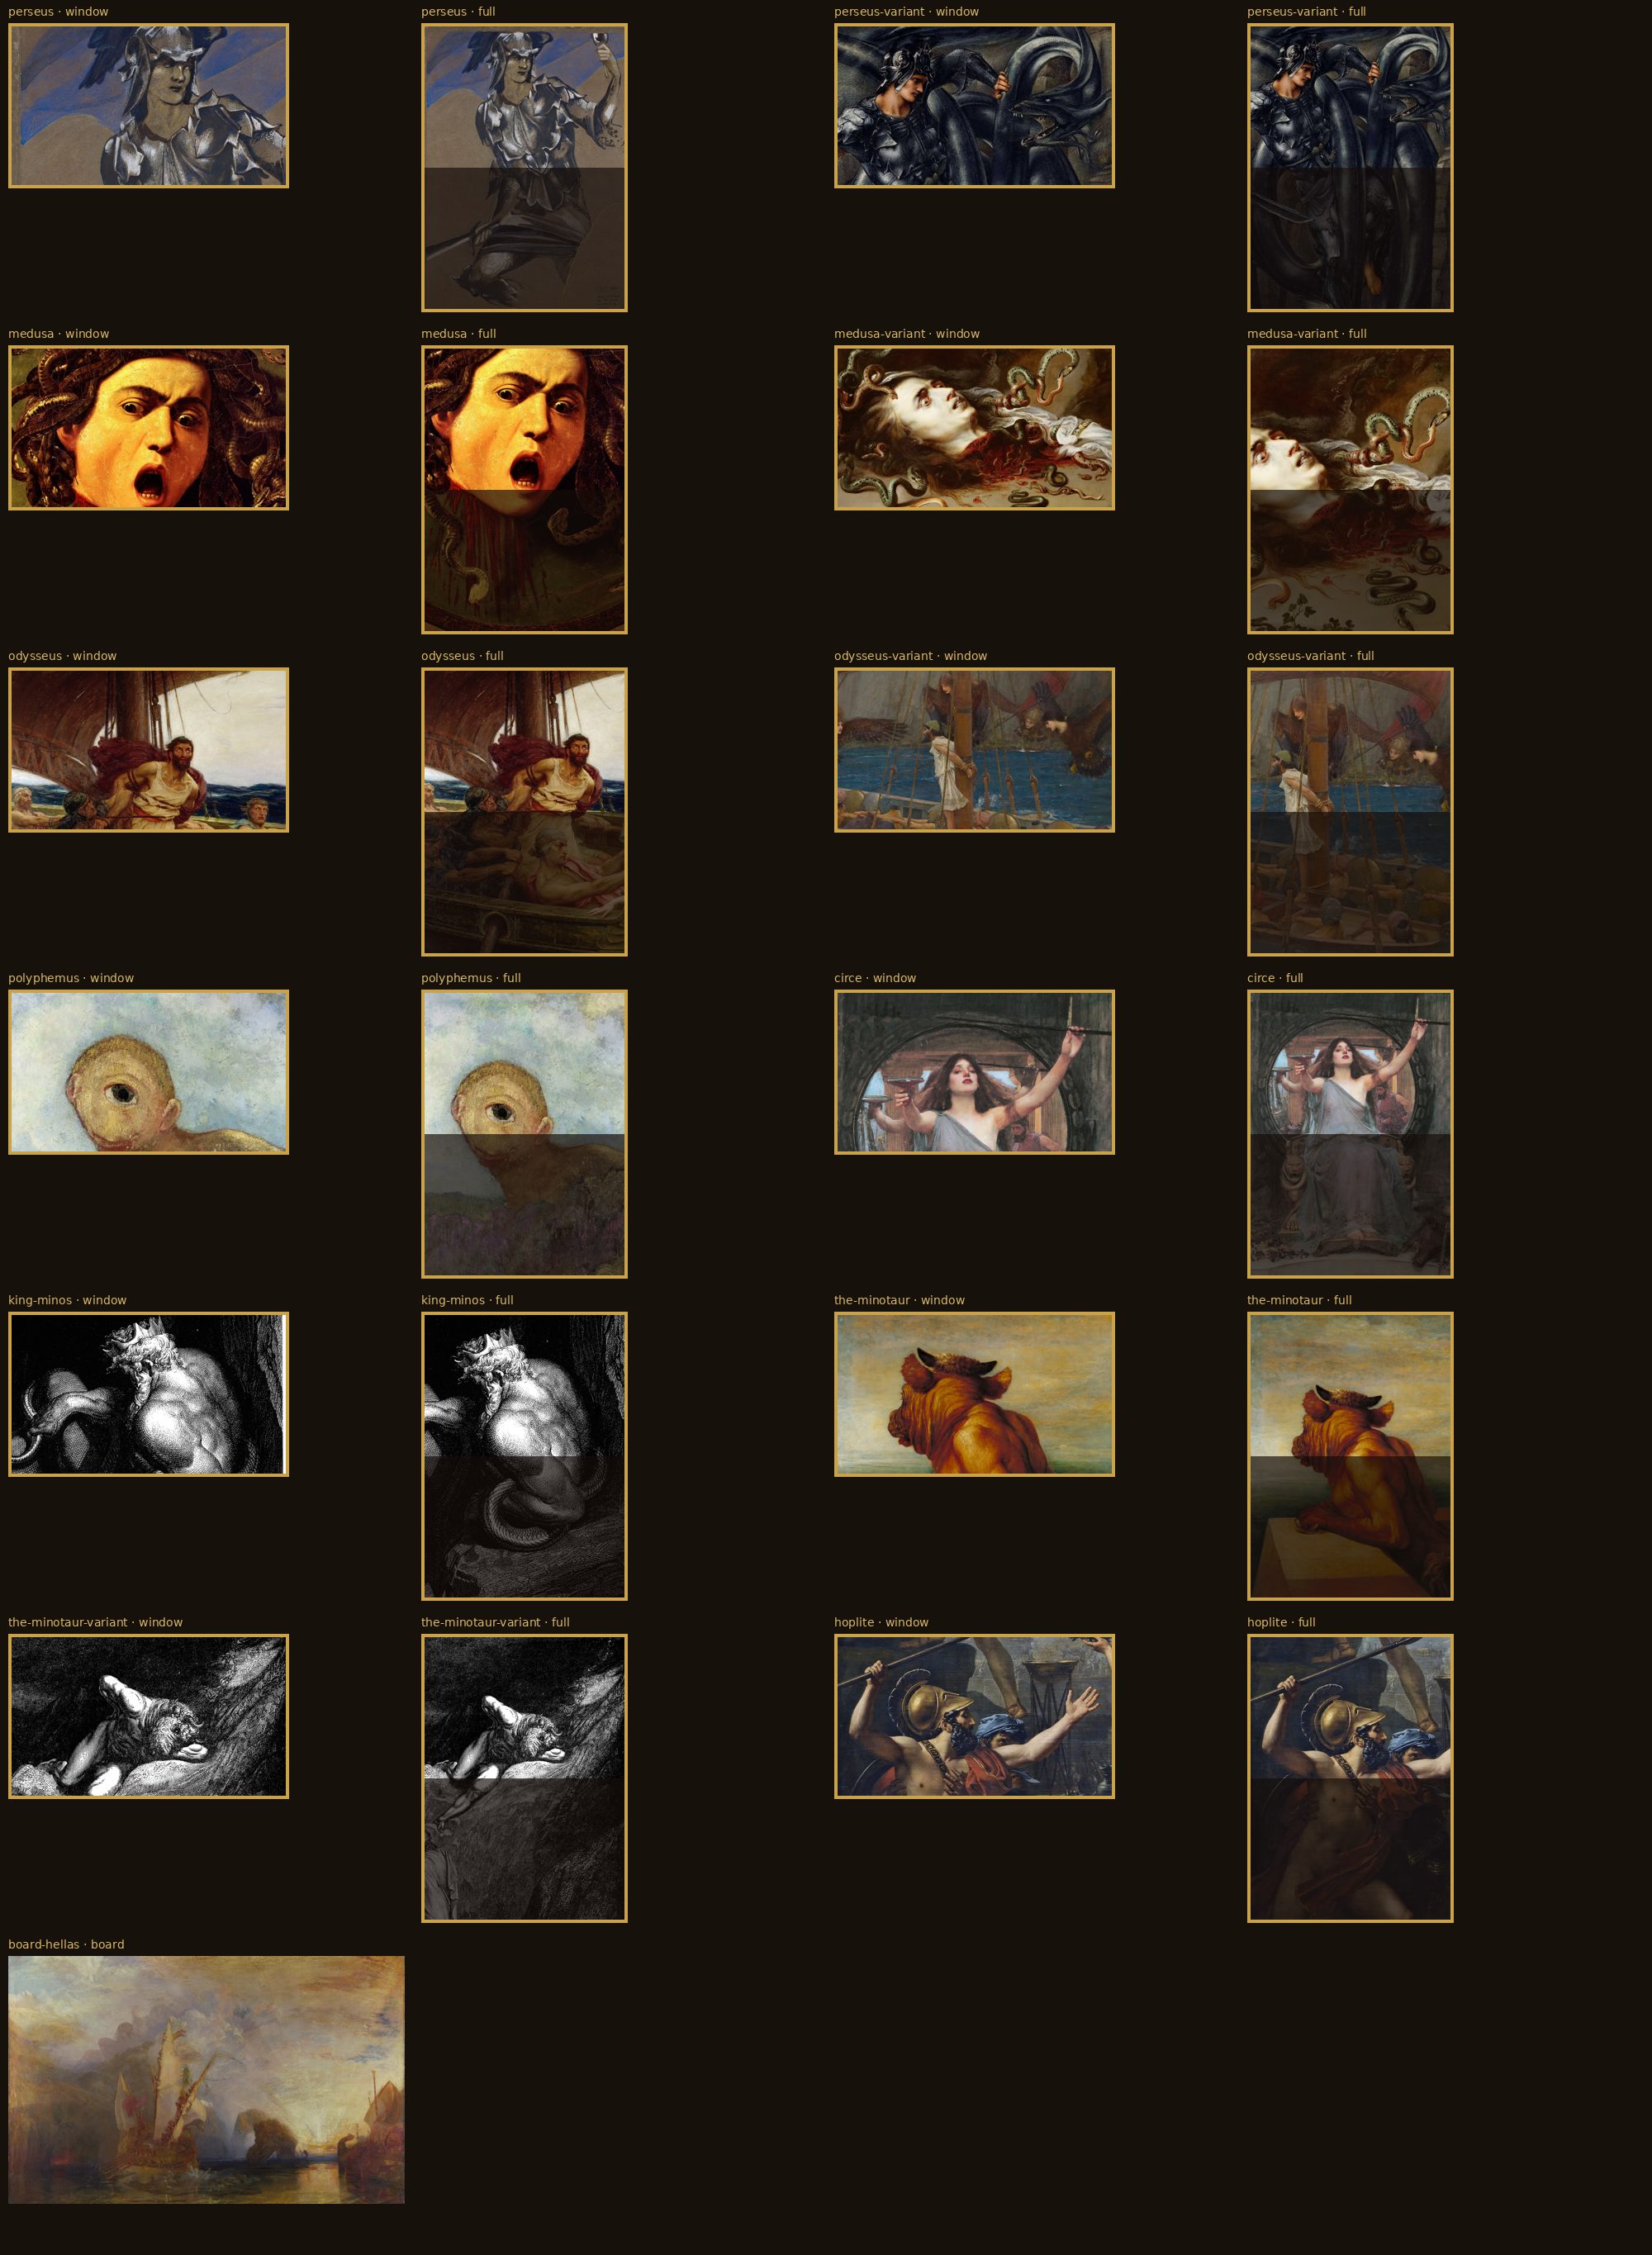 perseus · window
perseus · full
perseus-variant · window
perseus-variant · full
medusa · window
medusa · full
medusa-variant · window
medusa-variant · full
odysseus · window
odysseus · full
odysseus-variant · window
odysseus-variant · full
polyphemus · window
polyphemus · full
circe · window
circe · full
king-minos · window
king-minos · full
the-minotaur · window
the-minotaur · full
the-minotaur-variant · window
the-minotaur-variant · full
hoplite · window
hoplite · full
board-hellas · board